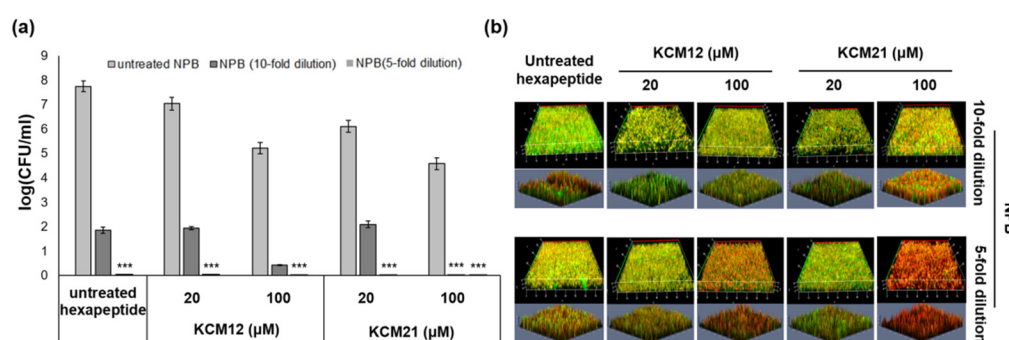 (a)
log(CFU/ml)
9
8
7
6
5
4
3
2
1
0
untreated NPB NPB (10-fold dilution) NPB(5-fold dilution)
*** *** *** *** *** ***
untreated
hexapeptide
20 100 20 100
KCM12 (μM) KCM21 (μM)
(b)
Untreated
hexapeptide
KCM12 (μM) KCM21 (μM)
20 100 20 100
10-fold dilution
5-fold dilution
NPB